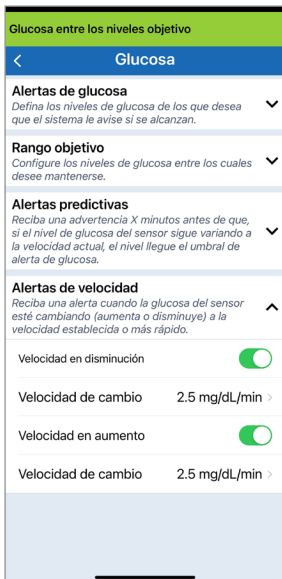 Glucosa entre los niveles objetivo
Glucosa
Alertas de glucosa
Defina los niveles de glucosa de los que desea
que el sistema le avise si se alcanzan.
Rango objetivo
Configure los niveles de glucosa entre los cuales
desee mantenerse.
Alertas predictivas
Reciba una advertencia X minutos antes de que,
si el nivel de glucosa del sensor sigue variando a
la velocidad actual, el nivel llegue el umbral de
alerta de glucosa.
Alertas de velocidad
Reciba una alerta cuando la glucosa del sensor
esté cambiando (aumenta o disminuye) a la
velocidad establecida o más rápido.
Velocidad en disminución
Velocidad de cambio 2.5 mg/dL/min
Velocidad en aumento
Velocidad de cambio 2.5 mg/dL/min